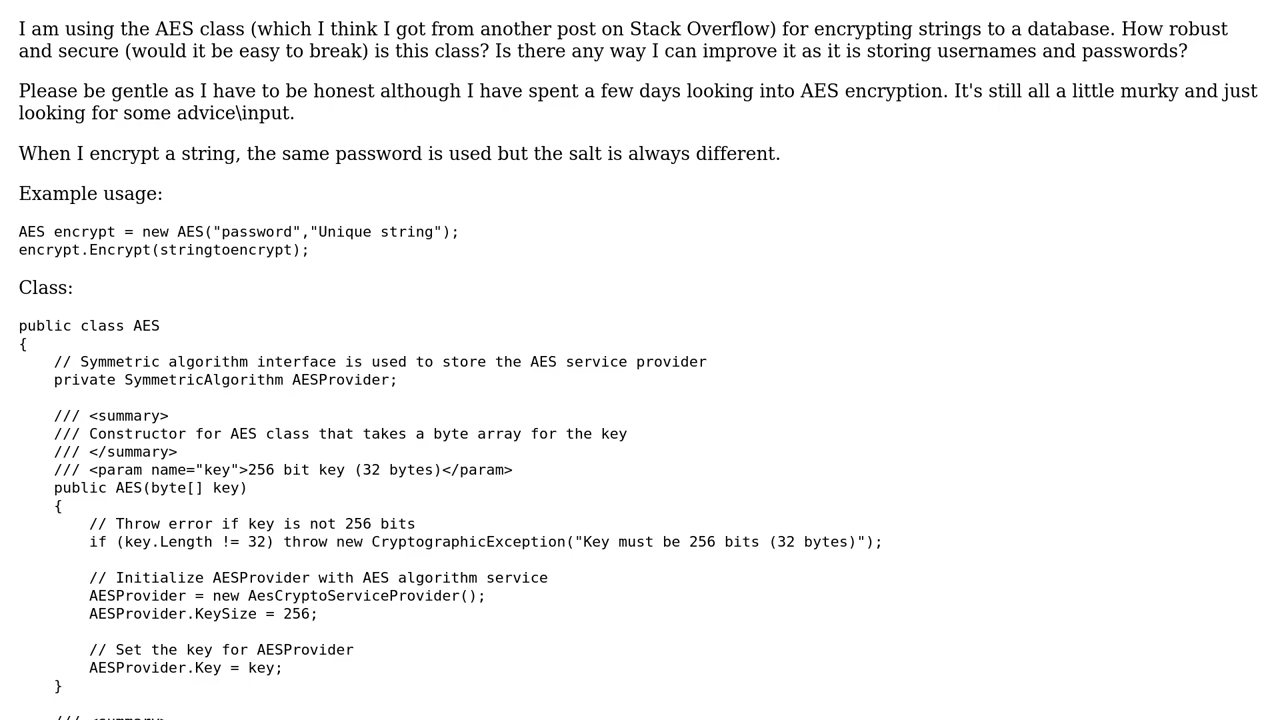 I am using the AES class (which I think I got from another post on Stack Overflow) for encrypting strings to a database. How robust
and secure (would it be easy to break) is this class? Is there any way I can improve it as it is storing usernames and passwords?
Please be gentle as I have to be honest although I have spent a few days looking into AES encryption. It's still all a little murky and just
looking for some advice\input.
When I encrypt a string, the same password is used but the salt is always different.
Example usage:
AES encrypt = new AES("password","Unique string");
encrypt.Encrypt(stringtoencrypt);
Class:
public class AES
{
    // Symmetric algorithm interface is used to store the AES service provider
    private SymmetricAlgorithm AESProvider;
    /// <summary>
    /// Constructor for AES class that takes a byte array for the key
    /// </summary>
    /// <param name="key">256 bit key (32 bytes)</param>
    public AES(byte[] key)
    {
        // Throw error if key is not 256 bits
        if (key.Length != 32) throw new CryptographicException("Key must be 256 bits (32 bytes)");
        // Initialize AESProvider with AES algorithm service
        AESProvider = new AesCryptoServiceProvider();
        AESProvider.KeySize = 256;
        // Set the key for AESProvider
        AESProvider.Key = key;
    }
    /// <summary>